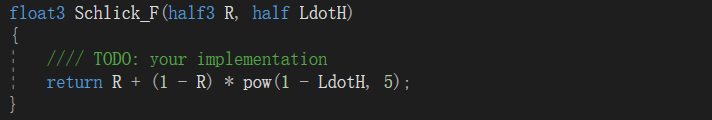 float3 Schlick_F(half3 R, half LdotH)
{
    //// TODO: your implementation
    return R + (1 - R) * pow(1 - LdotH, 5);
}